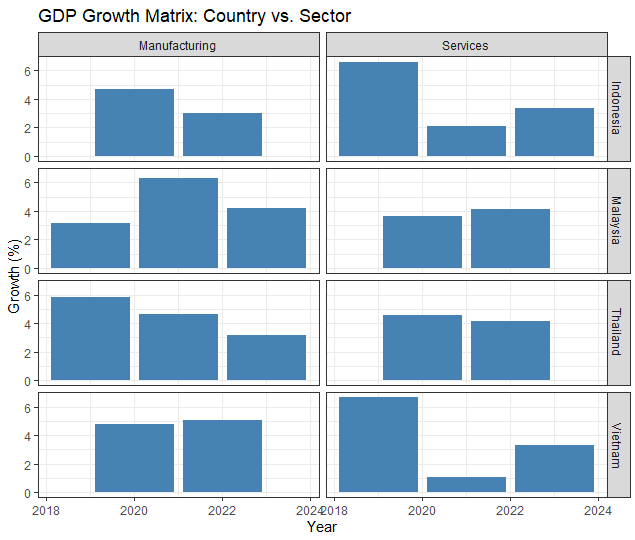 GDP Growth Matrix: Country vs. Sector
Manufacturing
Services
6
4
2
0
Indonesia
6
4
2
0
Malaysia
6
4
2
0
Thailand
6
4
2
0
Vietnam
Growth (%)
2018 2020 2022 2024 2018 2020 2022 2024
Year